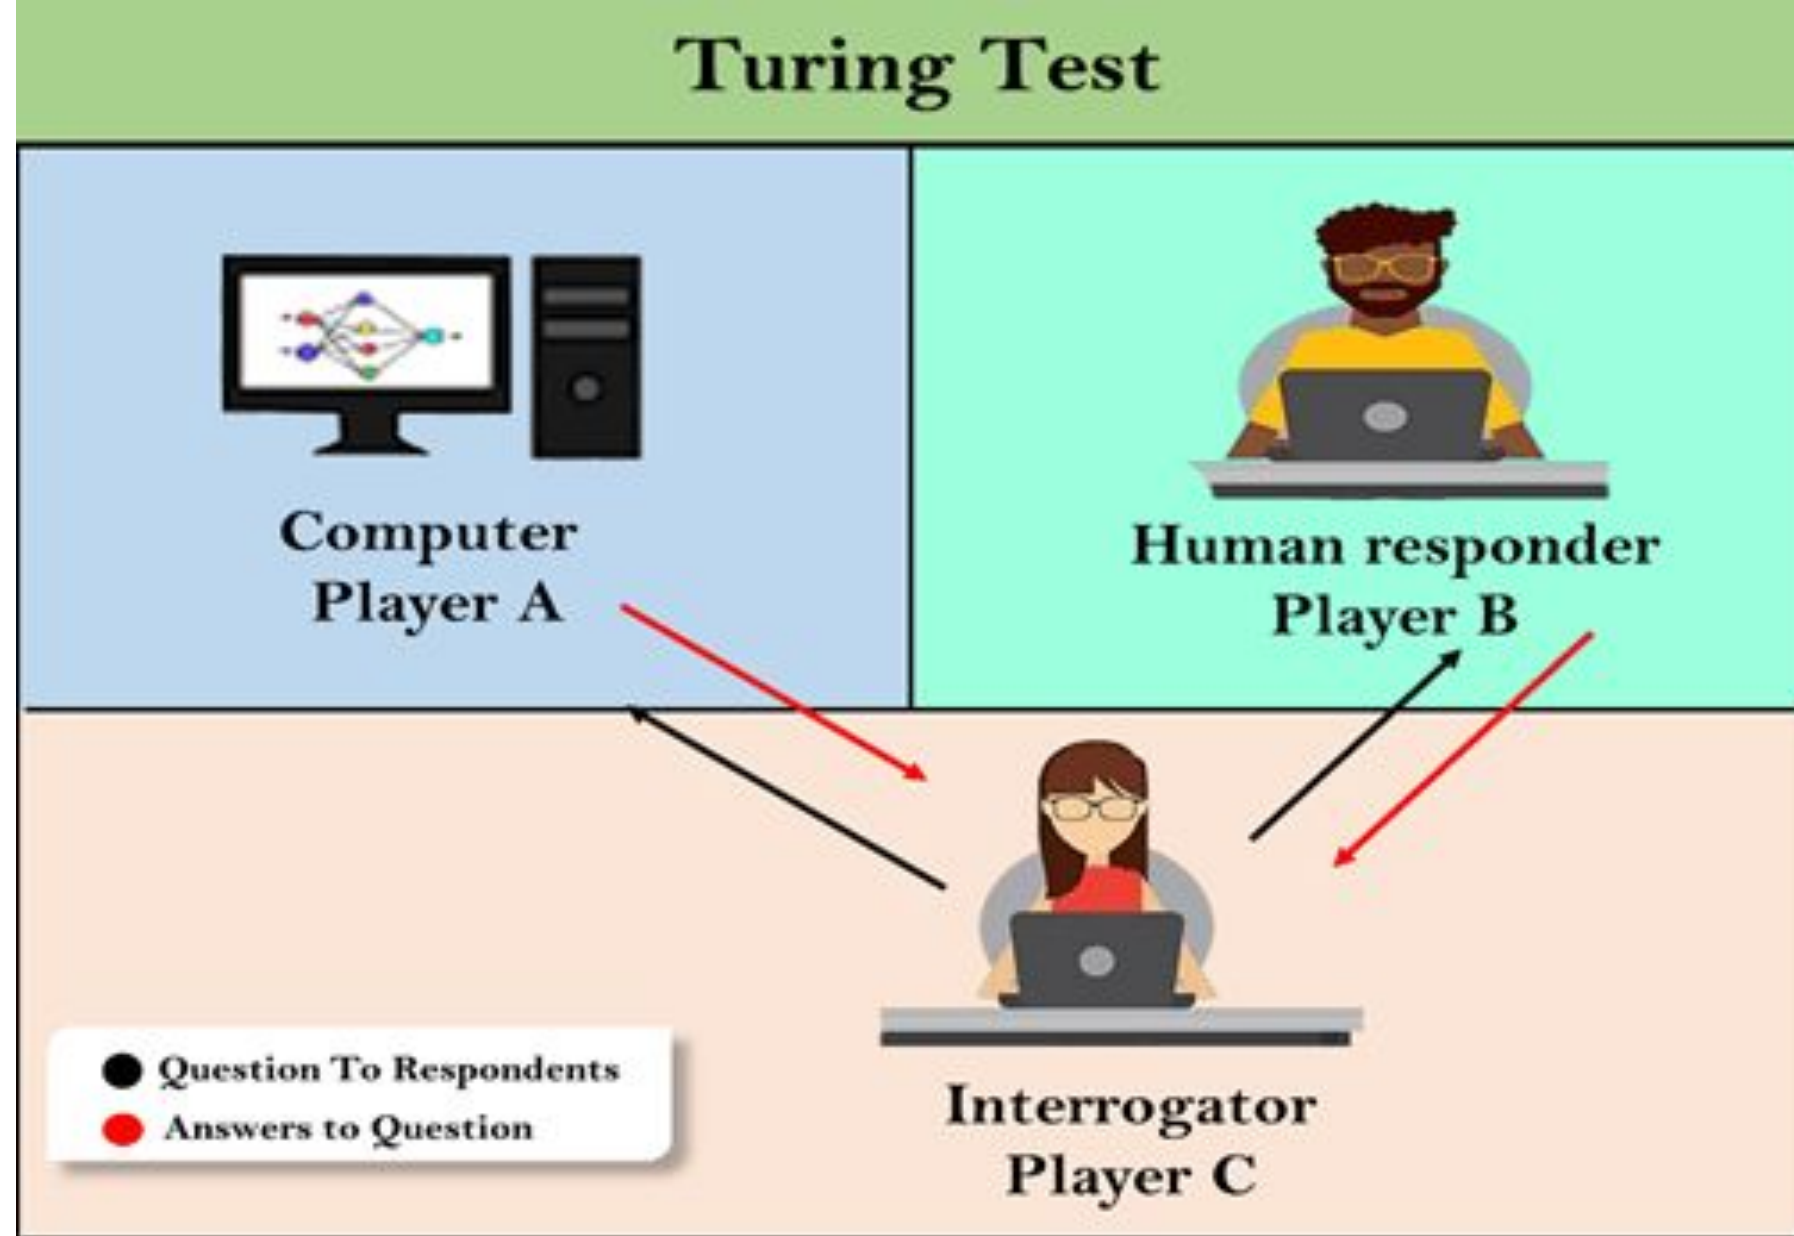 Turing Test
Computer
Player A
Human responder
Player B
Question To Respondents
Answers to Question
Interrogator
Player C